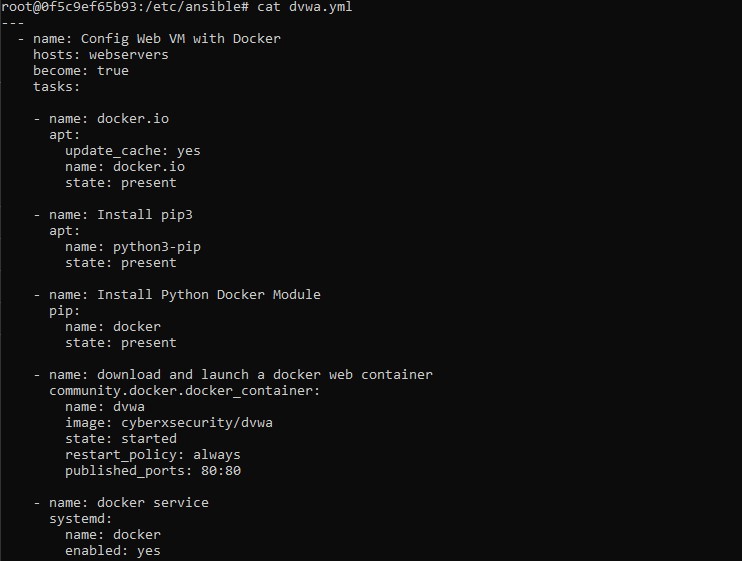 root@0f5c9ef65b93:/etc/ansible# cat dvwa.yml
---
  - name: Config Web VM with Docker
    hosts: webservers
    become: true
    tasks:

    - name: docker.io
      apt:
        update_cache: yes
        name: docker.io
        state: present

    - name: Install pip3
      apt:
        name: python3-pip
        state: present

    - name: Install Python Docker Module
      pip:
        name: docker
        state: present

    - name: download and launch a docker web container
      community.docker.docker_container:
        name: dvwa
        image: cyberxsecurity/dvwa
        state: started
        restart_policy: always
        published_ports: 80:80

    - name: docker service
      systemd:
        name: docker
        enabled: yes